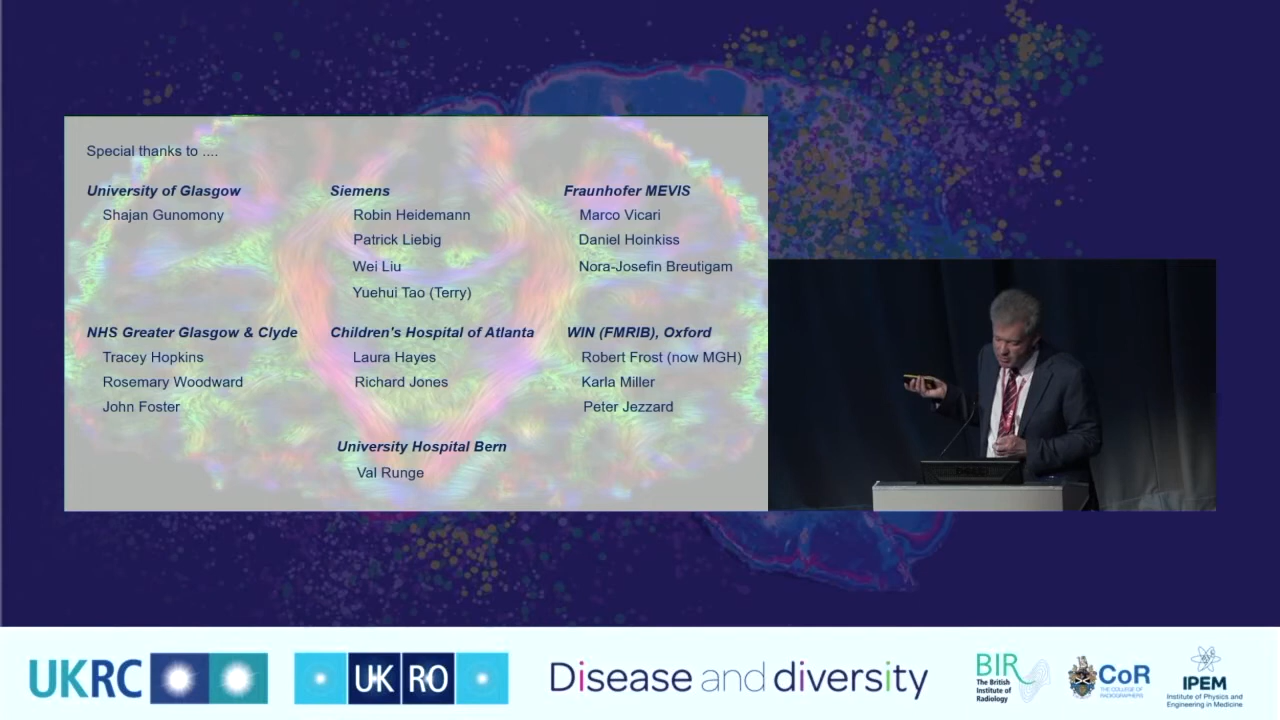 Special thanks to ....
University of Glasgow
Shajan Gunomony
Siemens
Robin Heidemann
Patrick Liebig
Wei Liu
Yuehui Tao (Terry)
Fraunhofer MEVIS
Marco Vicari
Daniel Hoinkiss
Nora-Josefin Breutigam
NHS Greater Glasgow & Clyde
Tracey Hopkins
Rosemary Woodward
John Foster
Children's Hospital of Atlanta
Laura Hayes
Richard Jones
WIN (FMRIB), Oxford
Robert Frost (now MGH)
Karla Miller
Peter Jezzard
University Hospital Bern
Val Runge
UKRC
UK RO
Disease and diversity
BIR
The British
Institute of
Radiology
CoR
THE COLLEGE OF
RADIOGRAPHERS
IPEM
Institute of Physics and
Engineering in Medicine